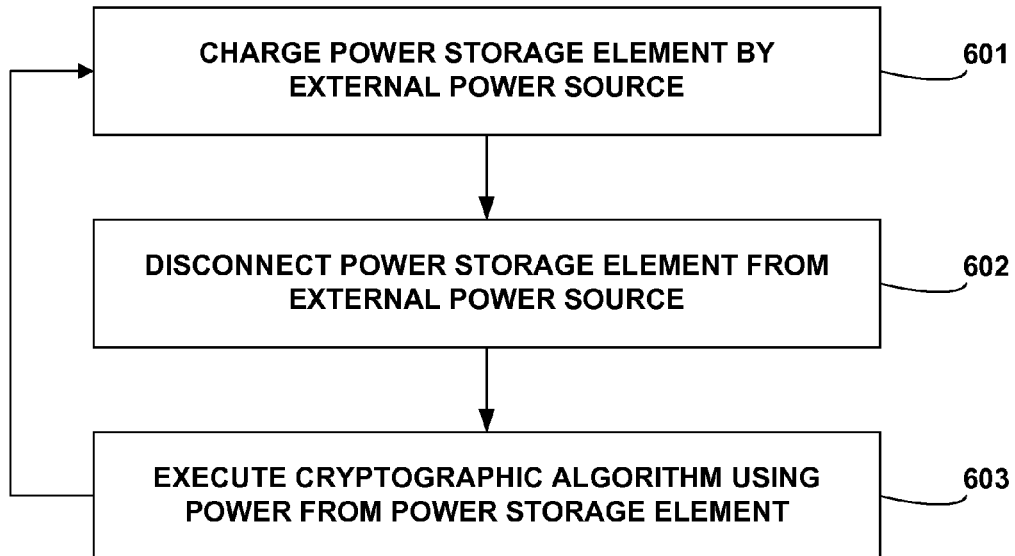 CHARGE POWER STORAGE ELEMENT BY
EXTERNAL POWER SOURCE
601
DISCONNECT POWER STORAGE ELEMENT FROM
EXTERNAL POWER SOURCE
602
EXECUTE CRYPTOGRAPHIC ALGORITHM USING
POWER FROM POWER STORAGE ELEMENT
603